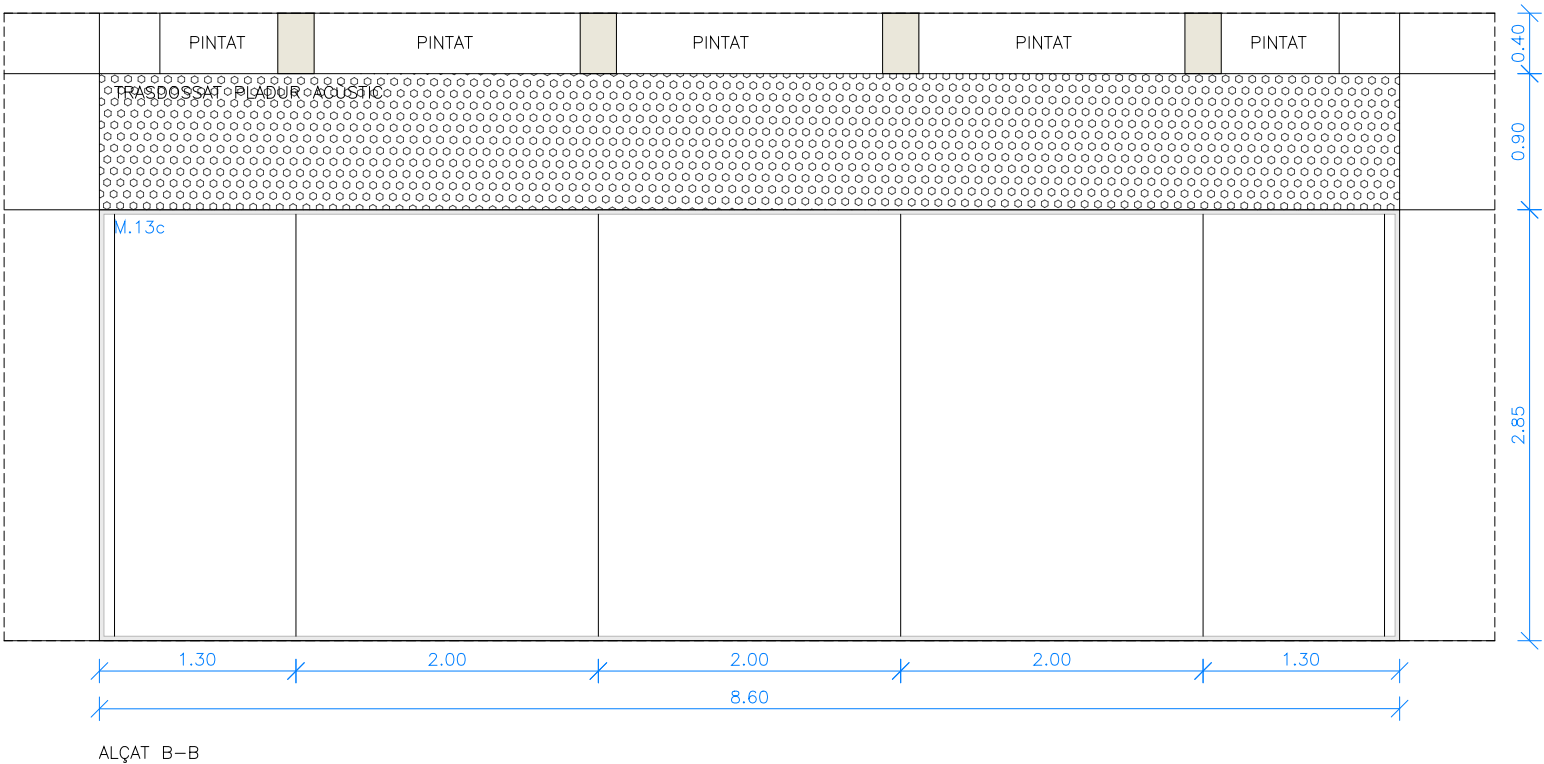 PINTAT PINTAT PINTAT PINTAT PINTAT
0.40
TRASDOSSAT PLADUR ACÚSTIC
0.90
M.13c
2.85
1.30 2.00 2.00 2.00 1.30
8.60
ALÇAT B-B